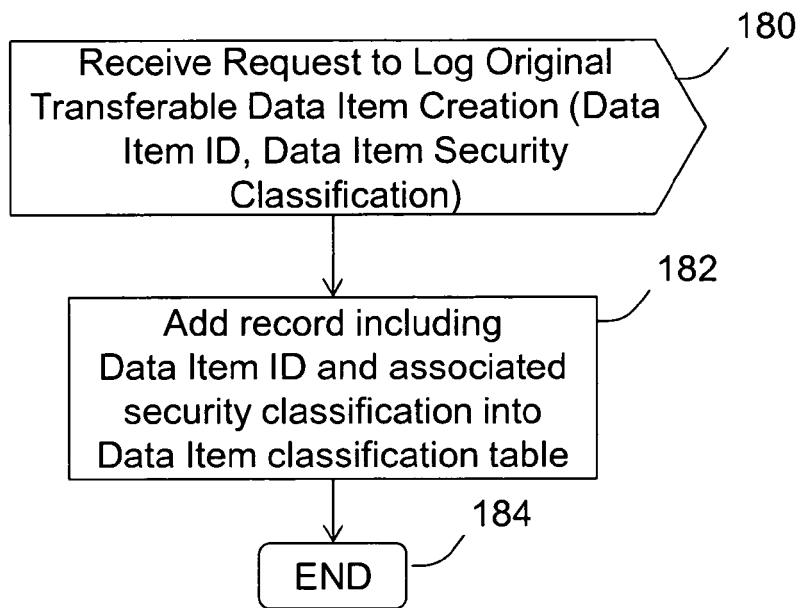 180
Receive Request to Log Original
Transferable Data Item Creation (Data
Item ID, Data Item Security
Classification)
182
Add record including
Data Item ID and associated
security classification into
Data Item classification table
184
END